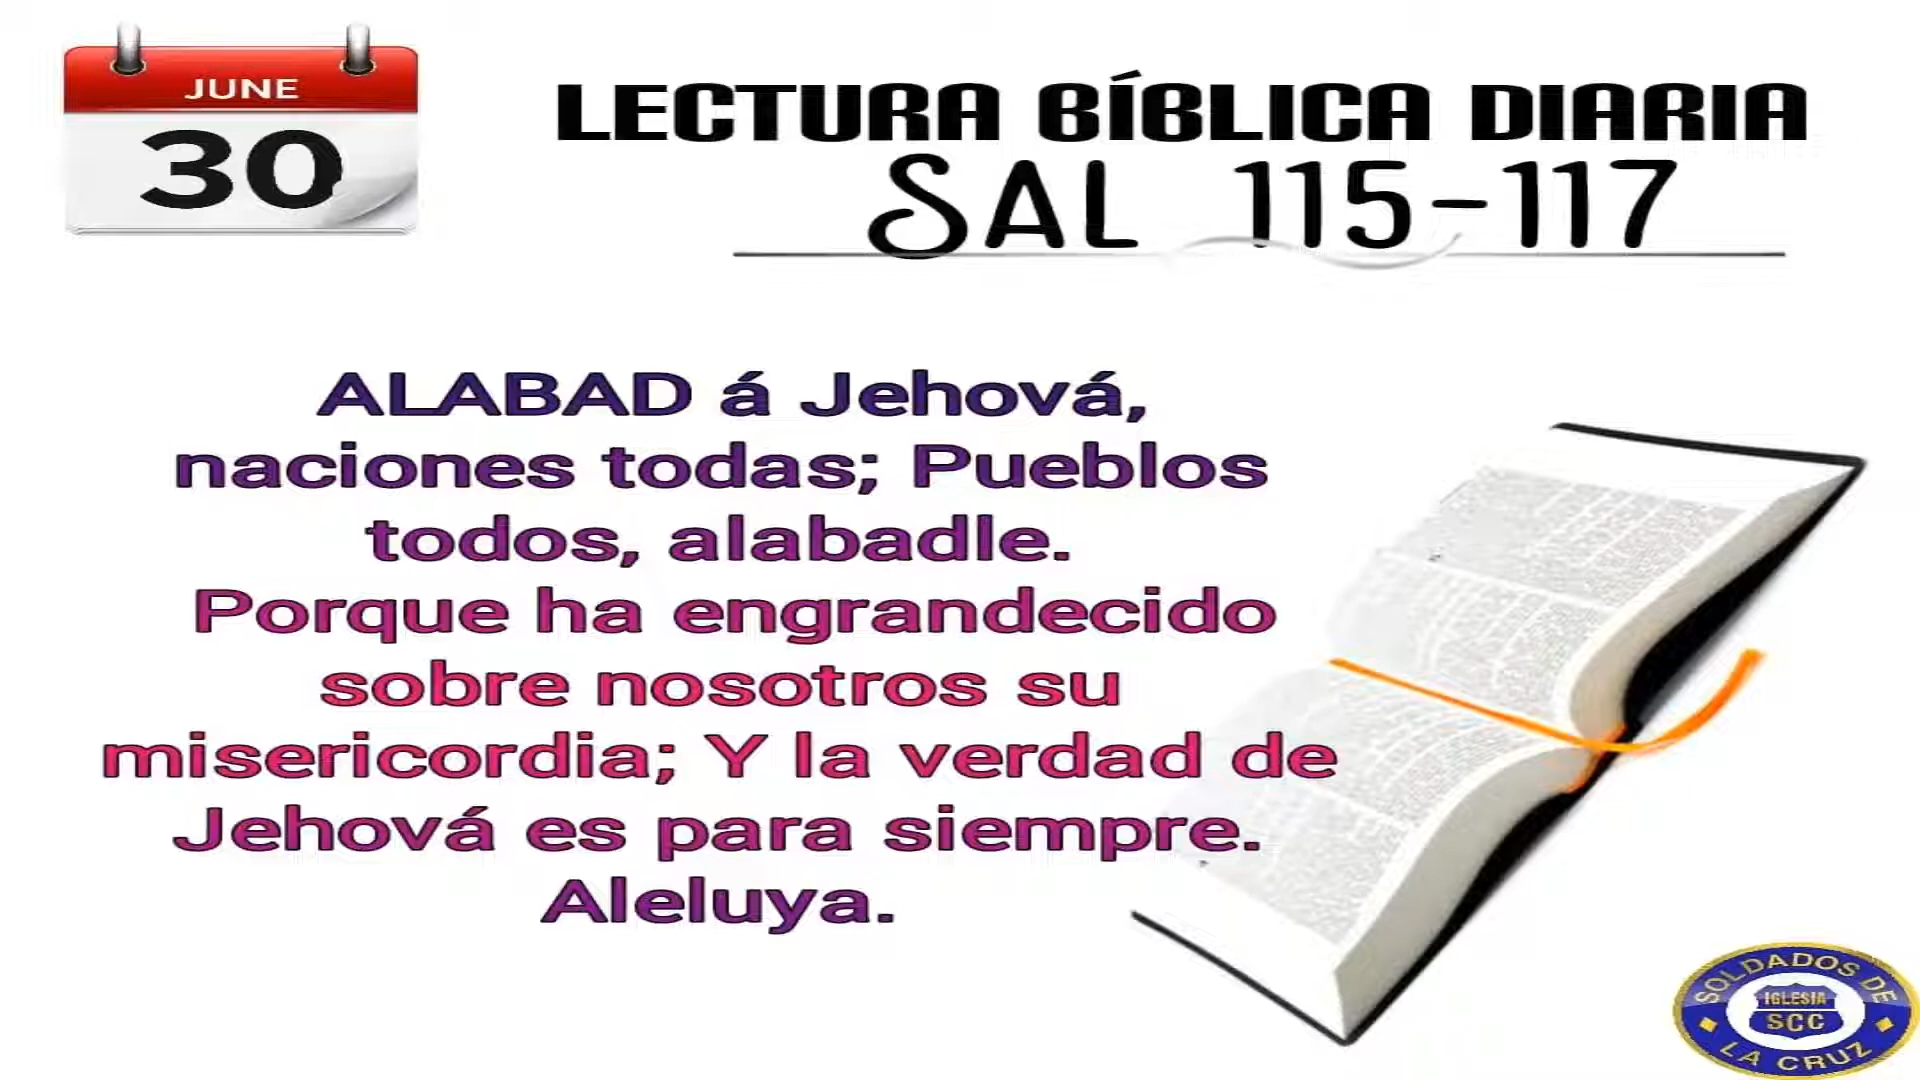 JUNE
30
LECTURA BÍBLICA DIARIA
SAL 115-117
ALABAD á Jehová,
naciones todas; Pueblos
todos, alabadle.
Porque ha engrandecido
sobre nosotros su
misericordia; Y la verdad de
Jehová es para siempre.
Aleluya.
SOLDADOS DE
IGLESIA
SCC
LA CRUZ